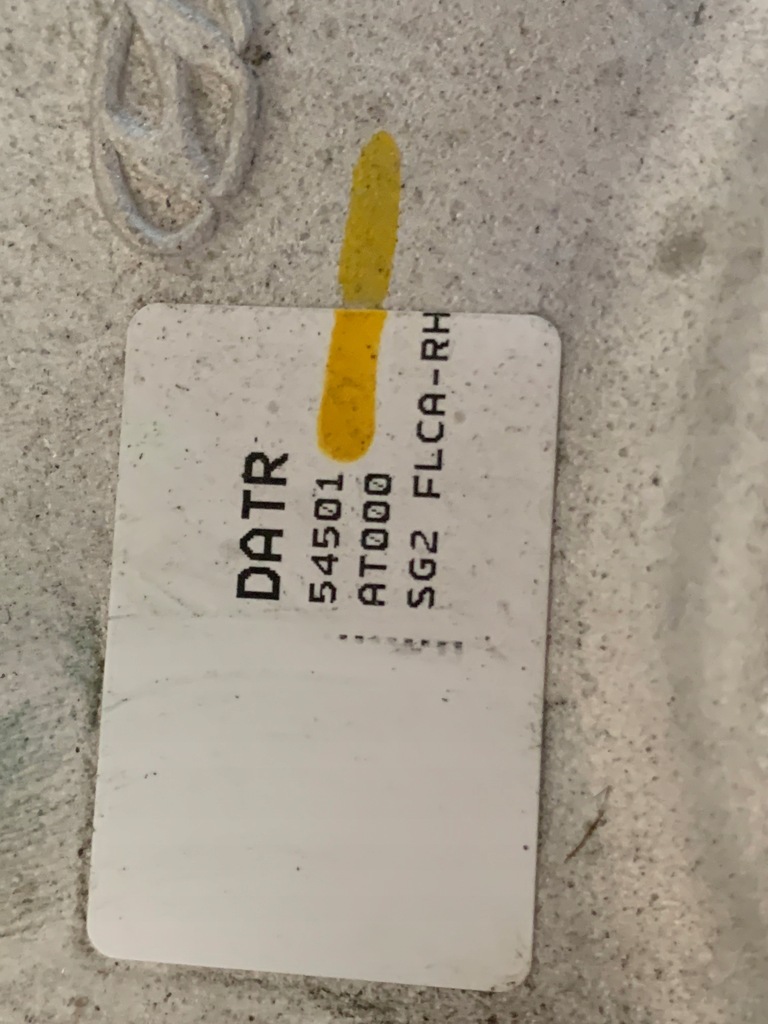 DATR
54501
AT000
SG2 FLCA-RH